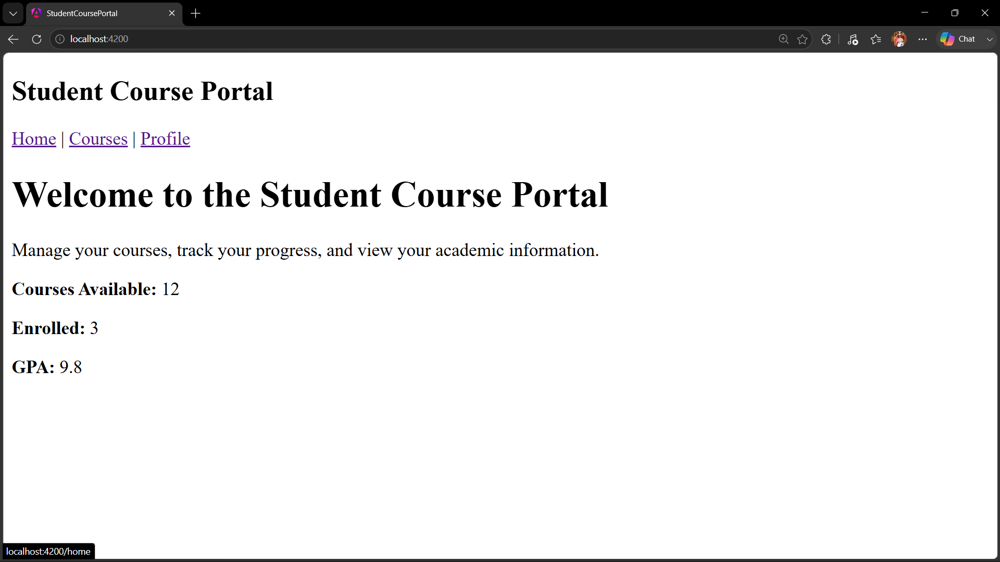 StudentCoursePortal
localhost:4200
Chat
Student Course Portal
Home | Courses | Profile
Welcome to the Student Course Portal
Manage your courses, track your progress, and view your academic information.
Courses Available: 12
Enrolled: 3
GPA: 9.8
localhost:4200/home